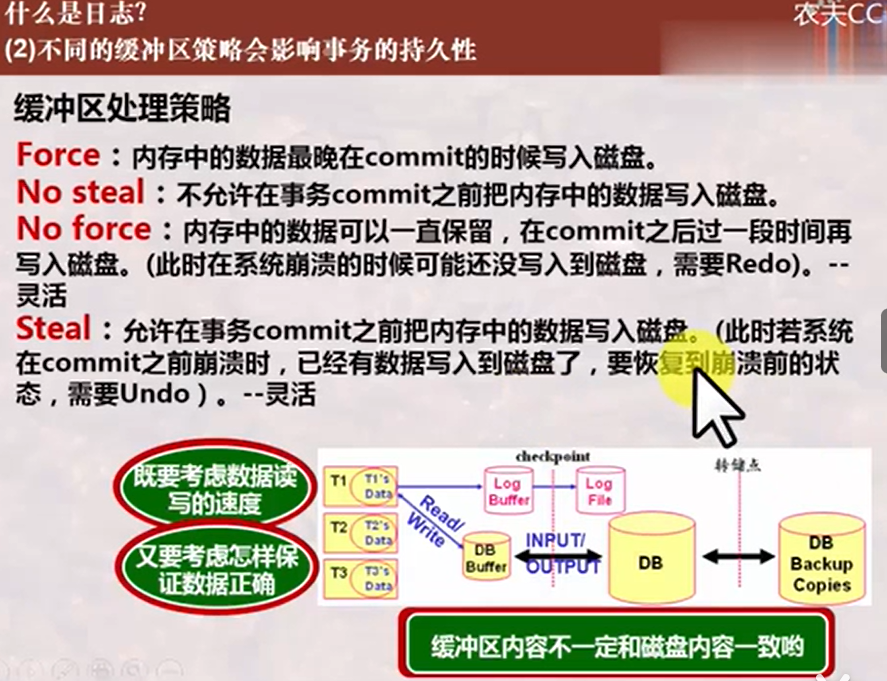 什么是日志？
农夫CC
(2)不同的缓冲区策略会影响事务的持久性
缓冲区处理策略
Force：内存中的数据最晚在commit的时候写入磁盘。
No steal：不允许在事务commit之前把内存中的数据写入磁盘。
No force：内存中的数据可以一直保留，在commit之后过一段时间再
写入磁盘。(此时在系统崩溃的时候可能还没写入到磁盘，需要Redo)。--
灵活
Steal：允许在事务commit之前把内存中的数据写入磁盘。(此时若系统
在commit之前崩溃时，已经有数据写入到磁盘了，要恢复到崩溃前的状
态，需要Undo）。--灵活
既要考虑数据读
写的速度
又要考虑怎样保
证数据正确
checkpoint
转储点
T1
T1's
Data
Log
Buffer
Log
File
Read/
Write
T2
T2's
Data
DB
Buffer
INPUT/
OUTPUT
DB
DB
Backup
Copies
T3
T3's
Data
缓冲区内容不一定和磁盘内容一致哟